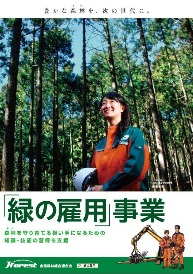 豊かな森林を、次の世代に。
「緑の雇用」事業
森林を守り育てる担い手になるための
知識・技能の習得を支援